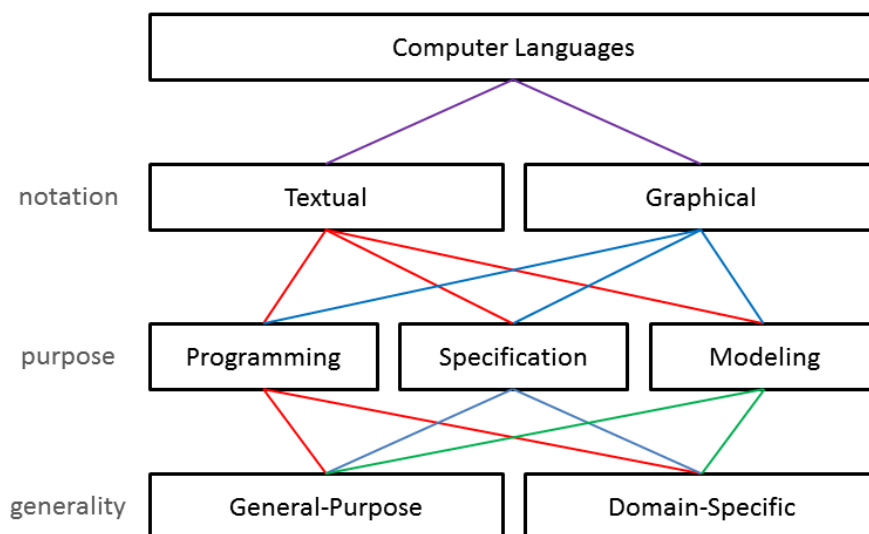 Computer Languages
notation
Textual
Graphical
purpose
Programming
Specification
Modeling
generality
General-Purpose
Domain-Specific